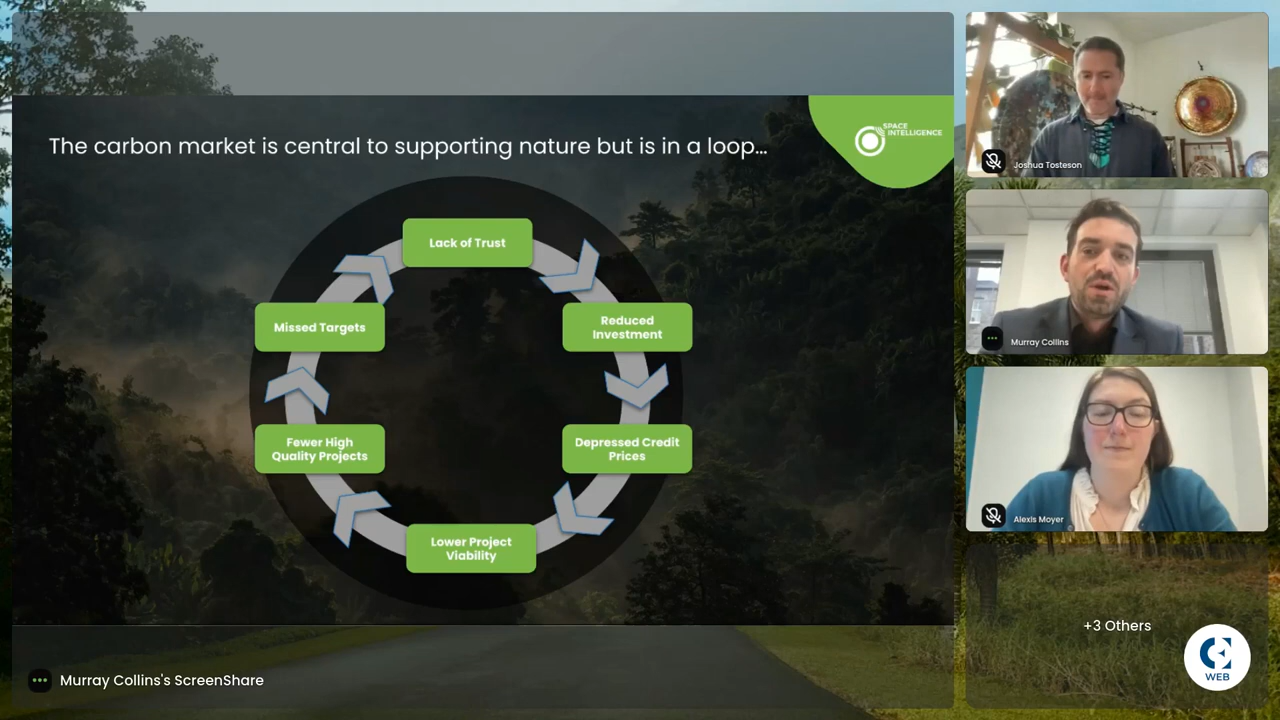 The carbon market is central to supporting nature but is in a loop...
SPACE
INTELLIGENCE
Lack of Trust
Reduced
Investment
Depressed Credit
Prices
Lower Project
Viability
Fewer High
Quality Projects
Missed Targets
Murray Collins's ScreenShare
Joshua Tosteson
Murray Collins
Alexis Moyer
+3 Others
WEB